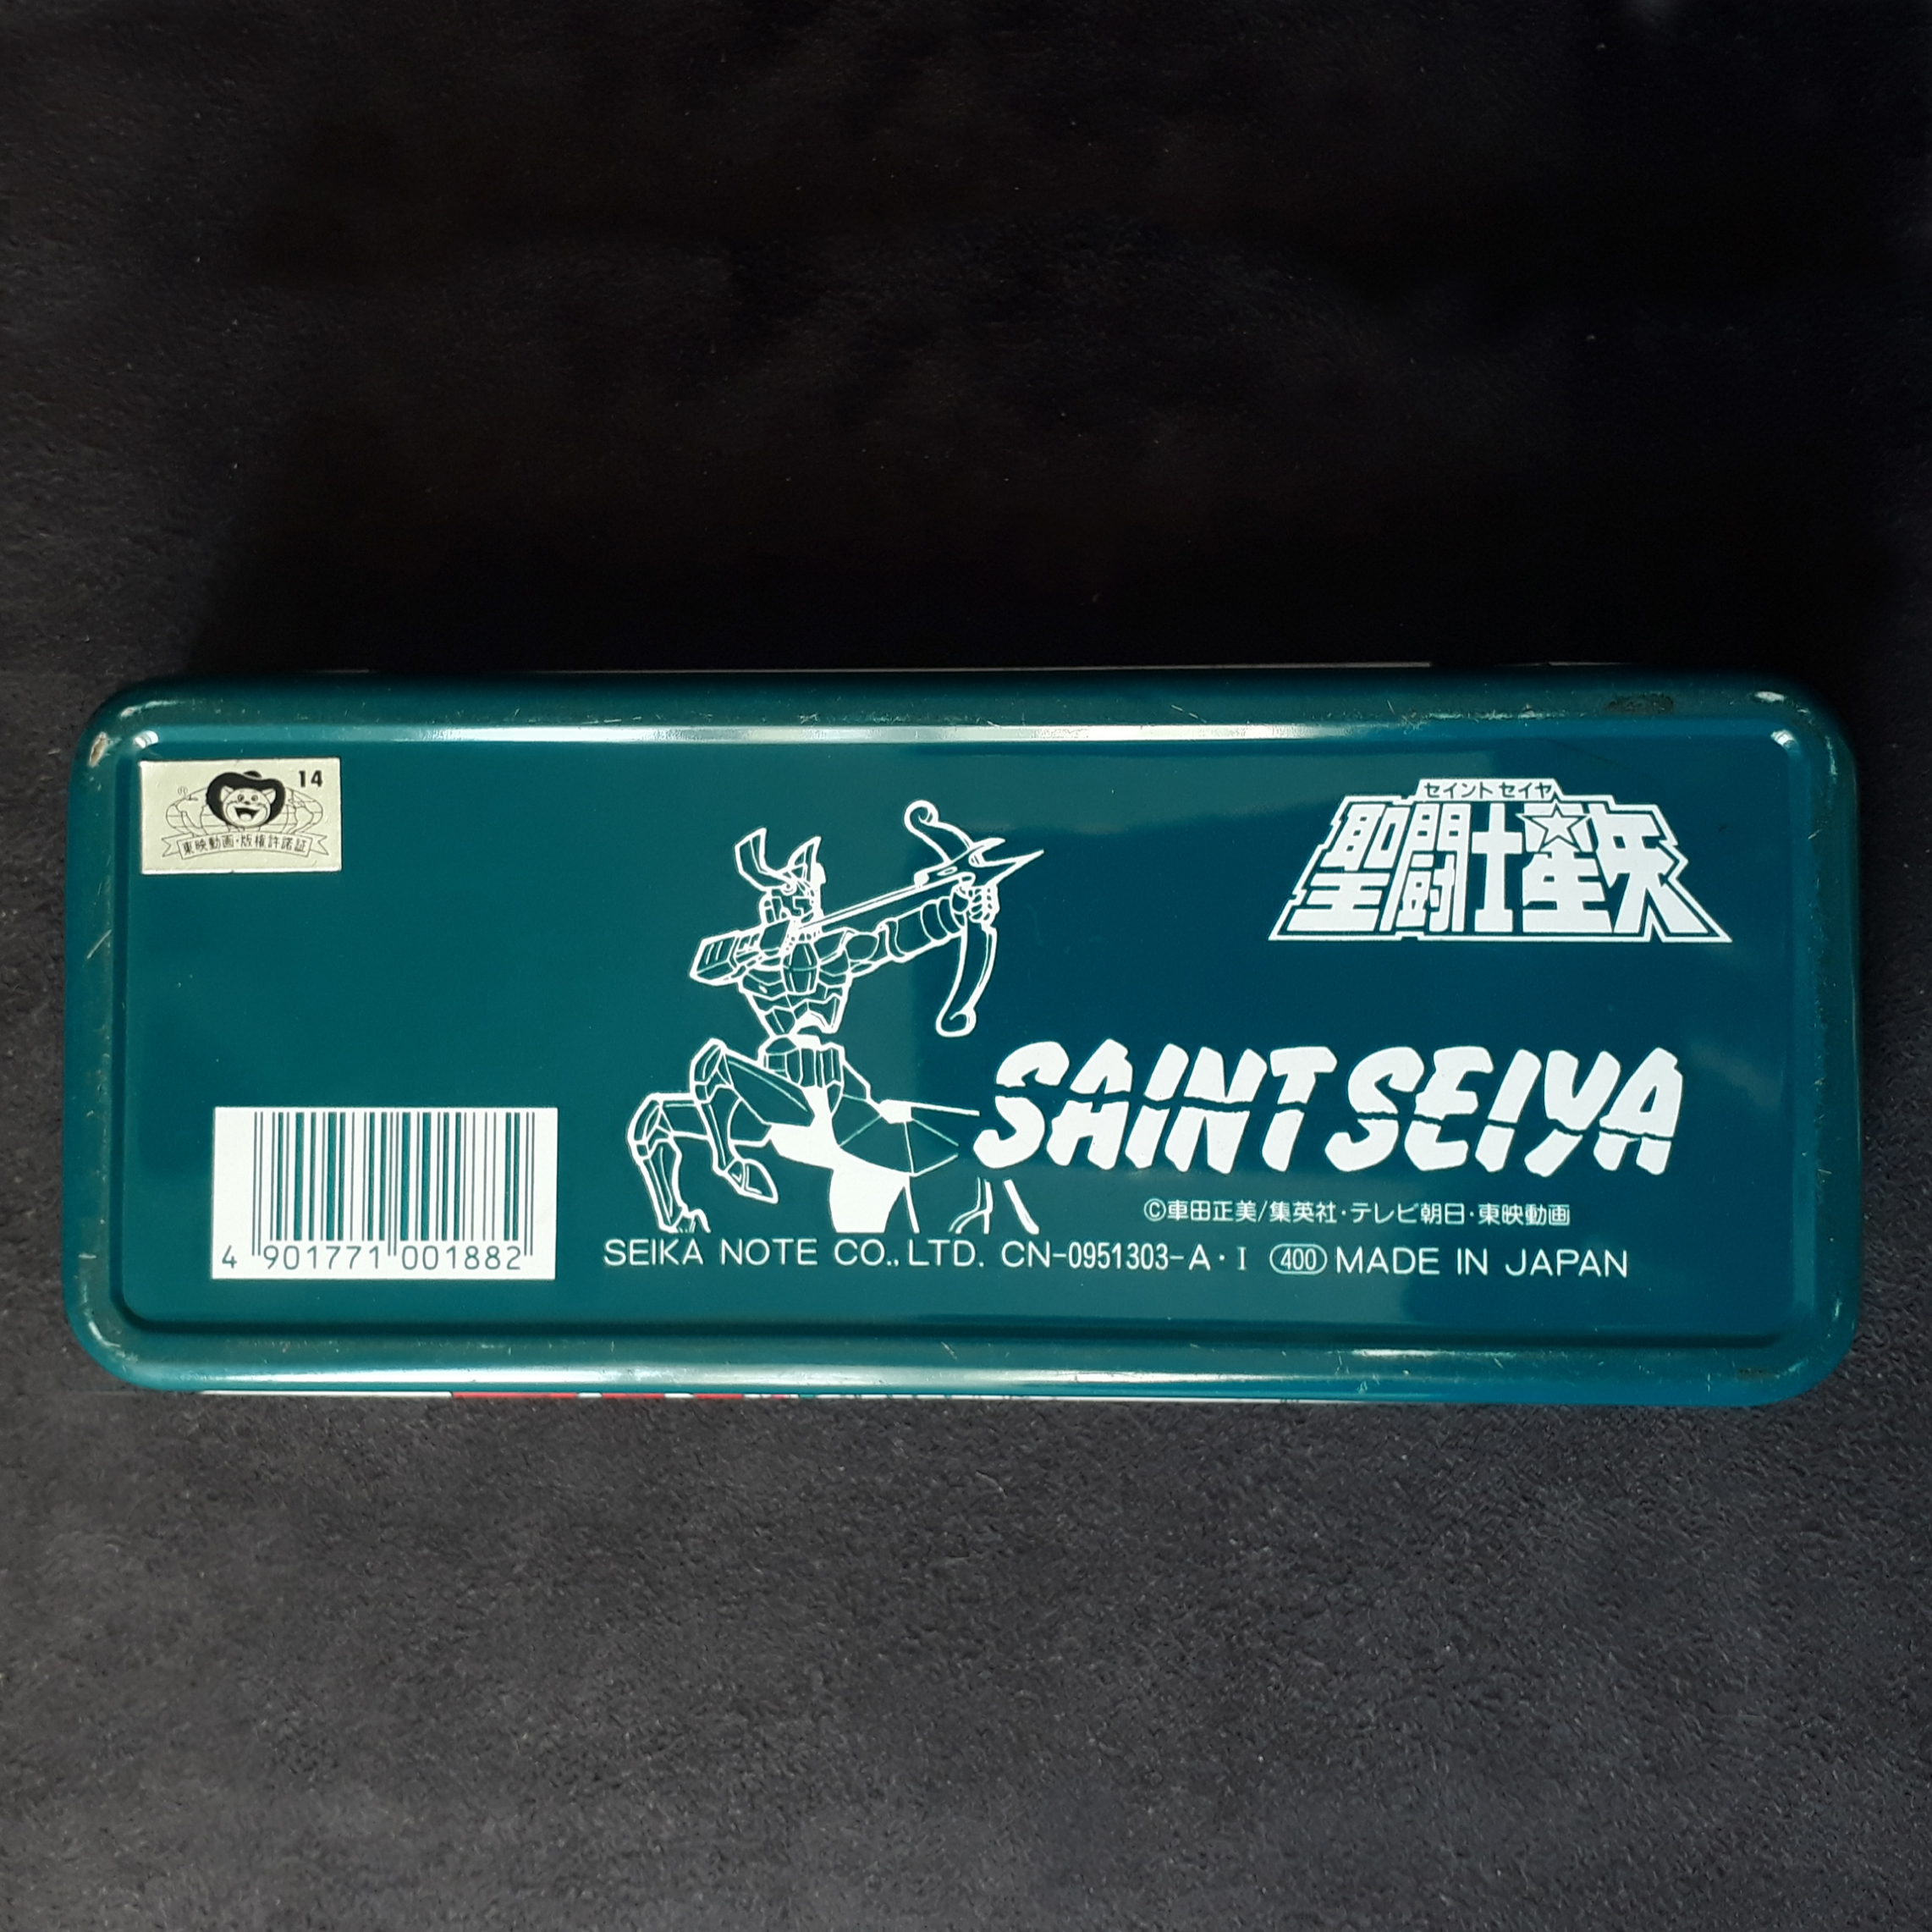 14
東映動画・版権許諾証
セイントセイヤ
聖闘士星矢
SAINT SEIYA
©車田正美/集英社・テレビ朝日・東映動画
SEIKA NOTE CO.,LTD. CN-0951303-A・I 400 MADE IN JAPAN
4 901771 001882